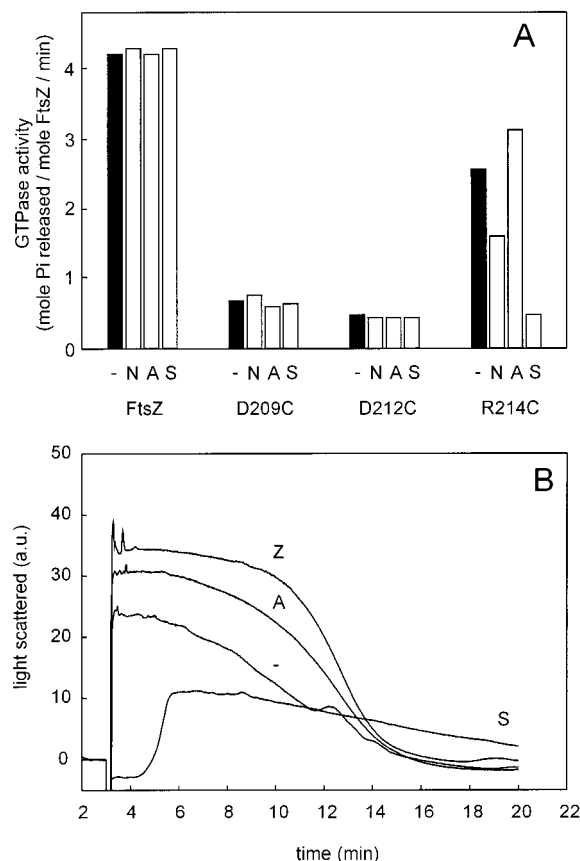 A
GTPase activity
(mole Pi released / mole FtsZ / min)
4
3
2
1
0
- N A S
- N A S
- N A S
- N A S
FtsZ
D209C
D212C
R214C
B
light scattered (a.u.)
50
40
30
20
10
0
Z
A
-
S
2
4
6
8
10
12
14
16
18
20
22
time (min)